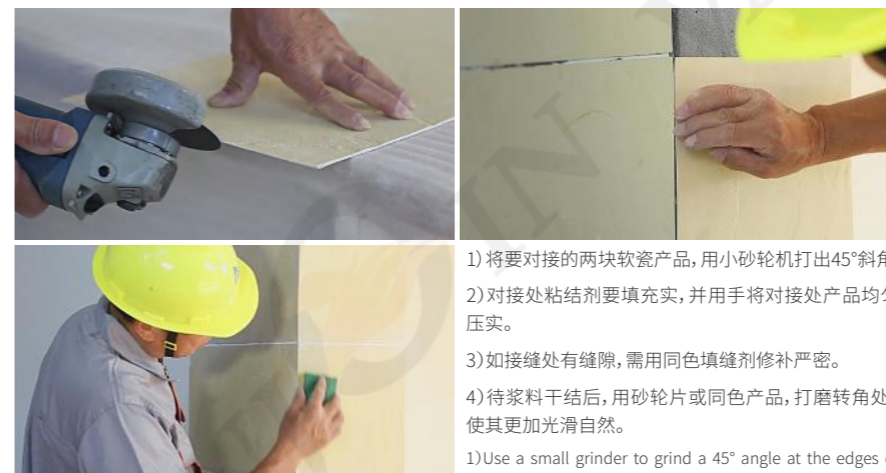 1)将要对接的两块软瓷产品,用小砂轮机打出45°斜角
2)对接处粘结剂要填充实,并用手将对接处产品均匀
压实。
3)如接缝处有缝隙,需用同色填缝剂修补严密。
4)待浆料干结后,用砂轮片或同色产品,打磨转角处
使其更加光滑自然。
1)Use a small grinder to grind a 45° angle at the edges